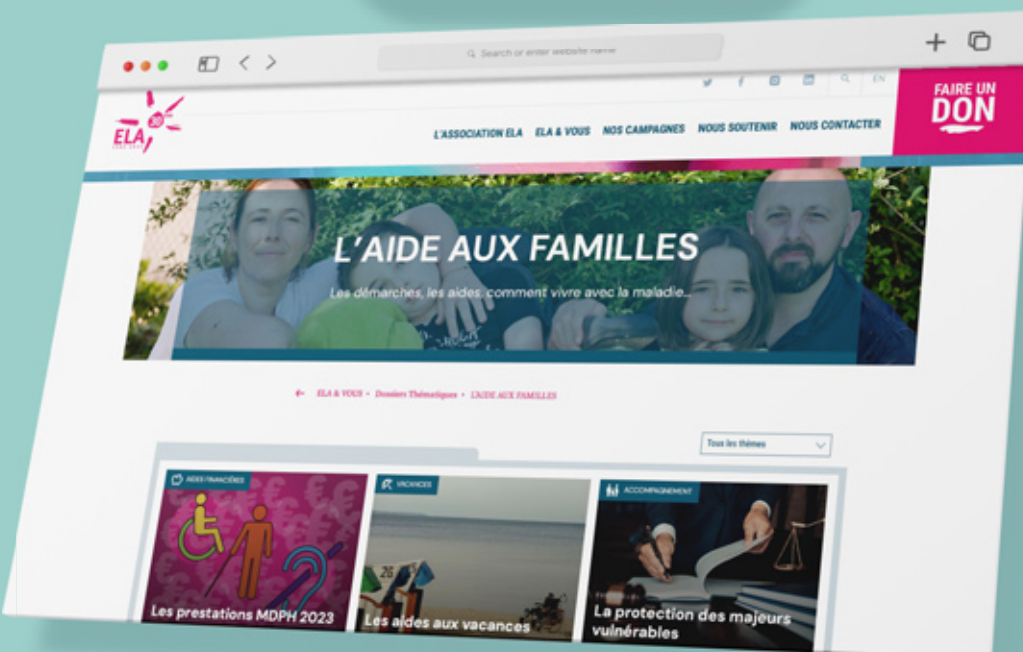 Search or enter website name
EN
FAIRE UN
DON
ELA
30
L'ASSOCIATION ELA
ELA & VOUS
NOS CAMPAGNES
NOUS SOUTENIR
NOUS CONTACTER
L'AIDE AUX FAMILLES
Les démarches, les aides, comment vivre avec la maladie...
ELA & VOUS • Dossiers Thématiques • L'AIDE AUX FAMILLES
Tous les thèmes
AIDES FINANCIÈRES
Les prestations MDPH 2023
VACANCES
26
Les aides aux vacances
ACCOMPAGNEMENT
La protection des majeurs
vulnérables